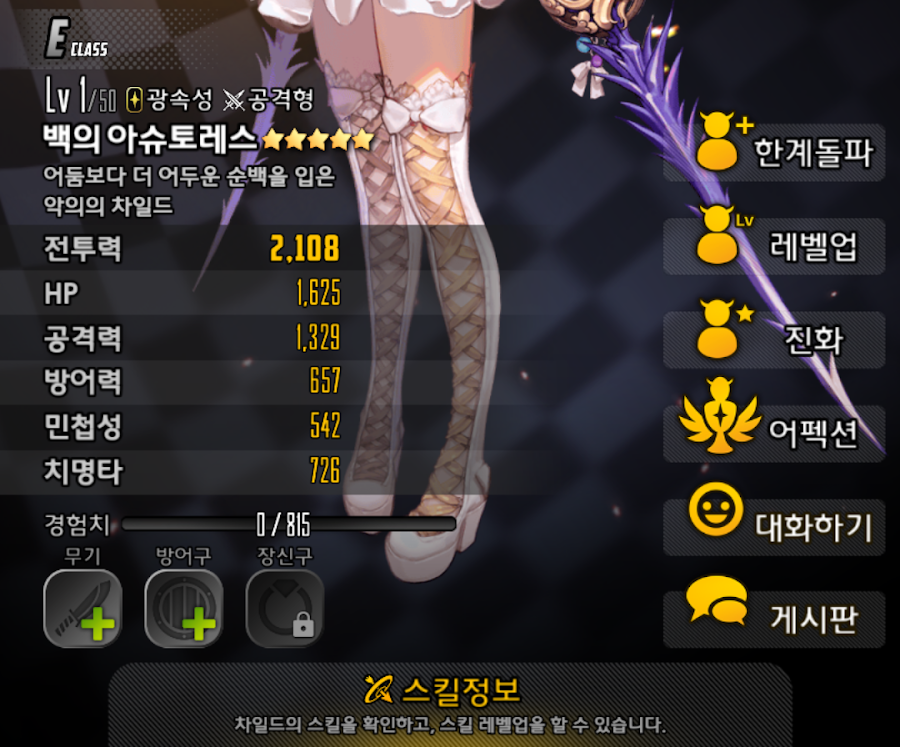 E CLASS
Lv 1/50 광속성 공격형
백의 아슈토레스
어둠보다 더 어두운 순백을 입은
악의의 차일드
전투력 2,108
HP 1,625
공격력 1,329
방어력 657
민첩성 542
치명타 726
경험치 0 / 815
무기 방어구 장신구
한계돌파
Lv
레벨업
진화
어펙션
대화하기
게시판
스킬정보
차일드의 스킬을 확인하고, 스킬 레벨업을 할 수 있습니다.